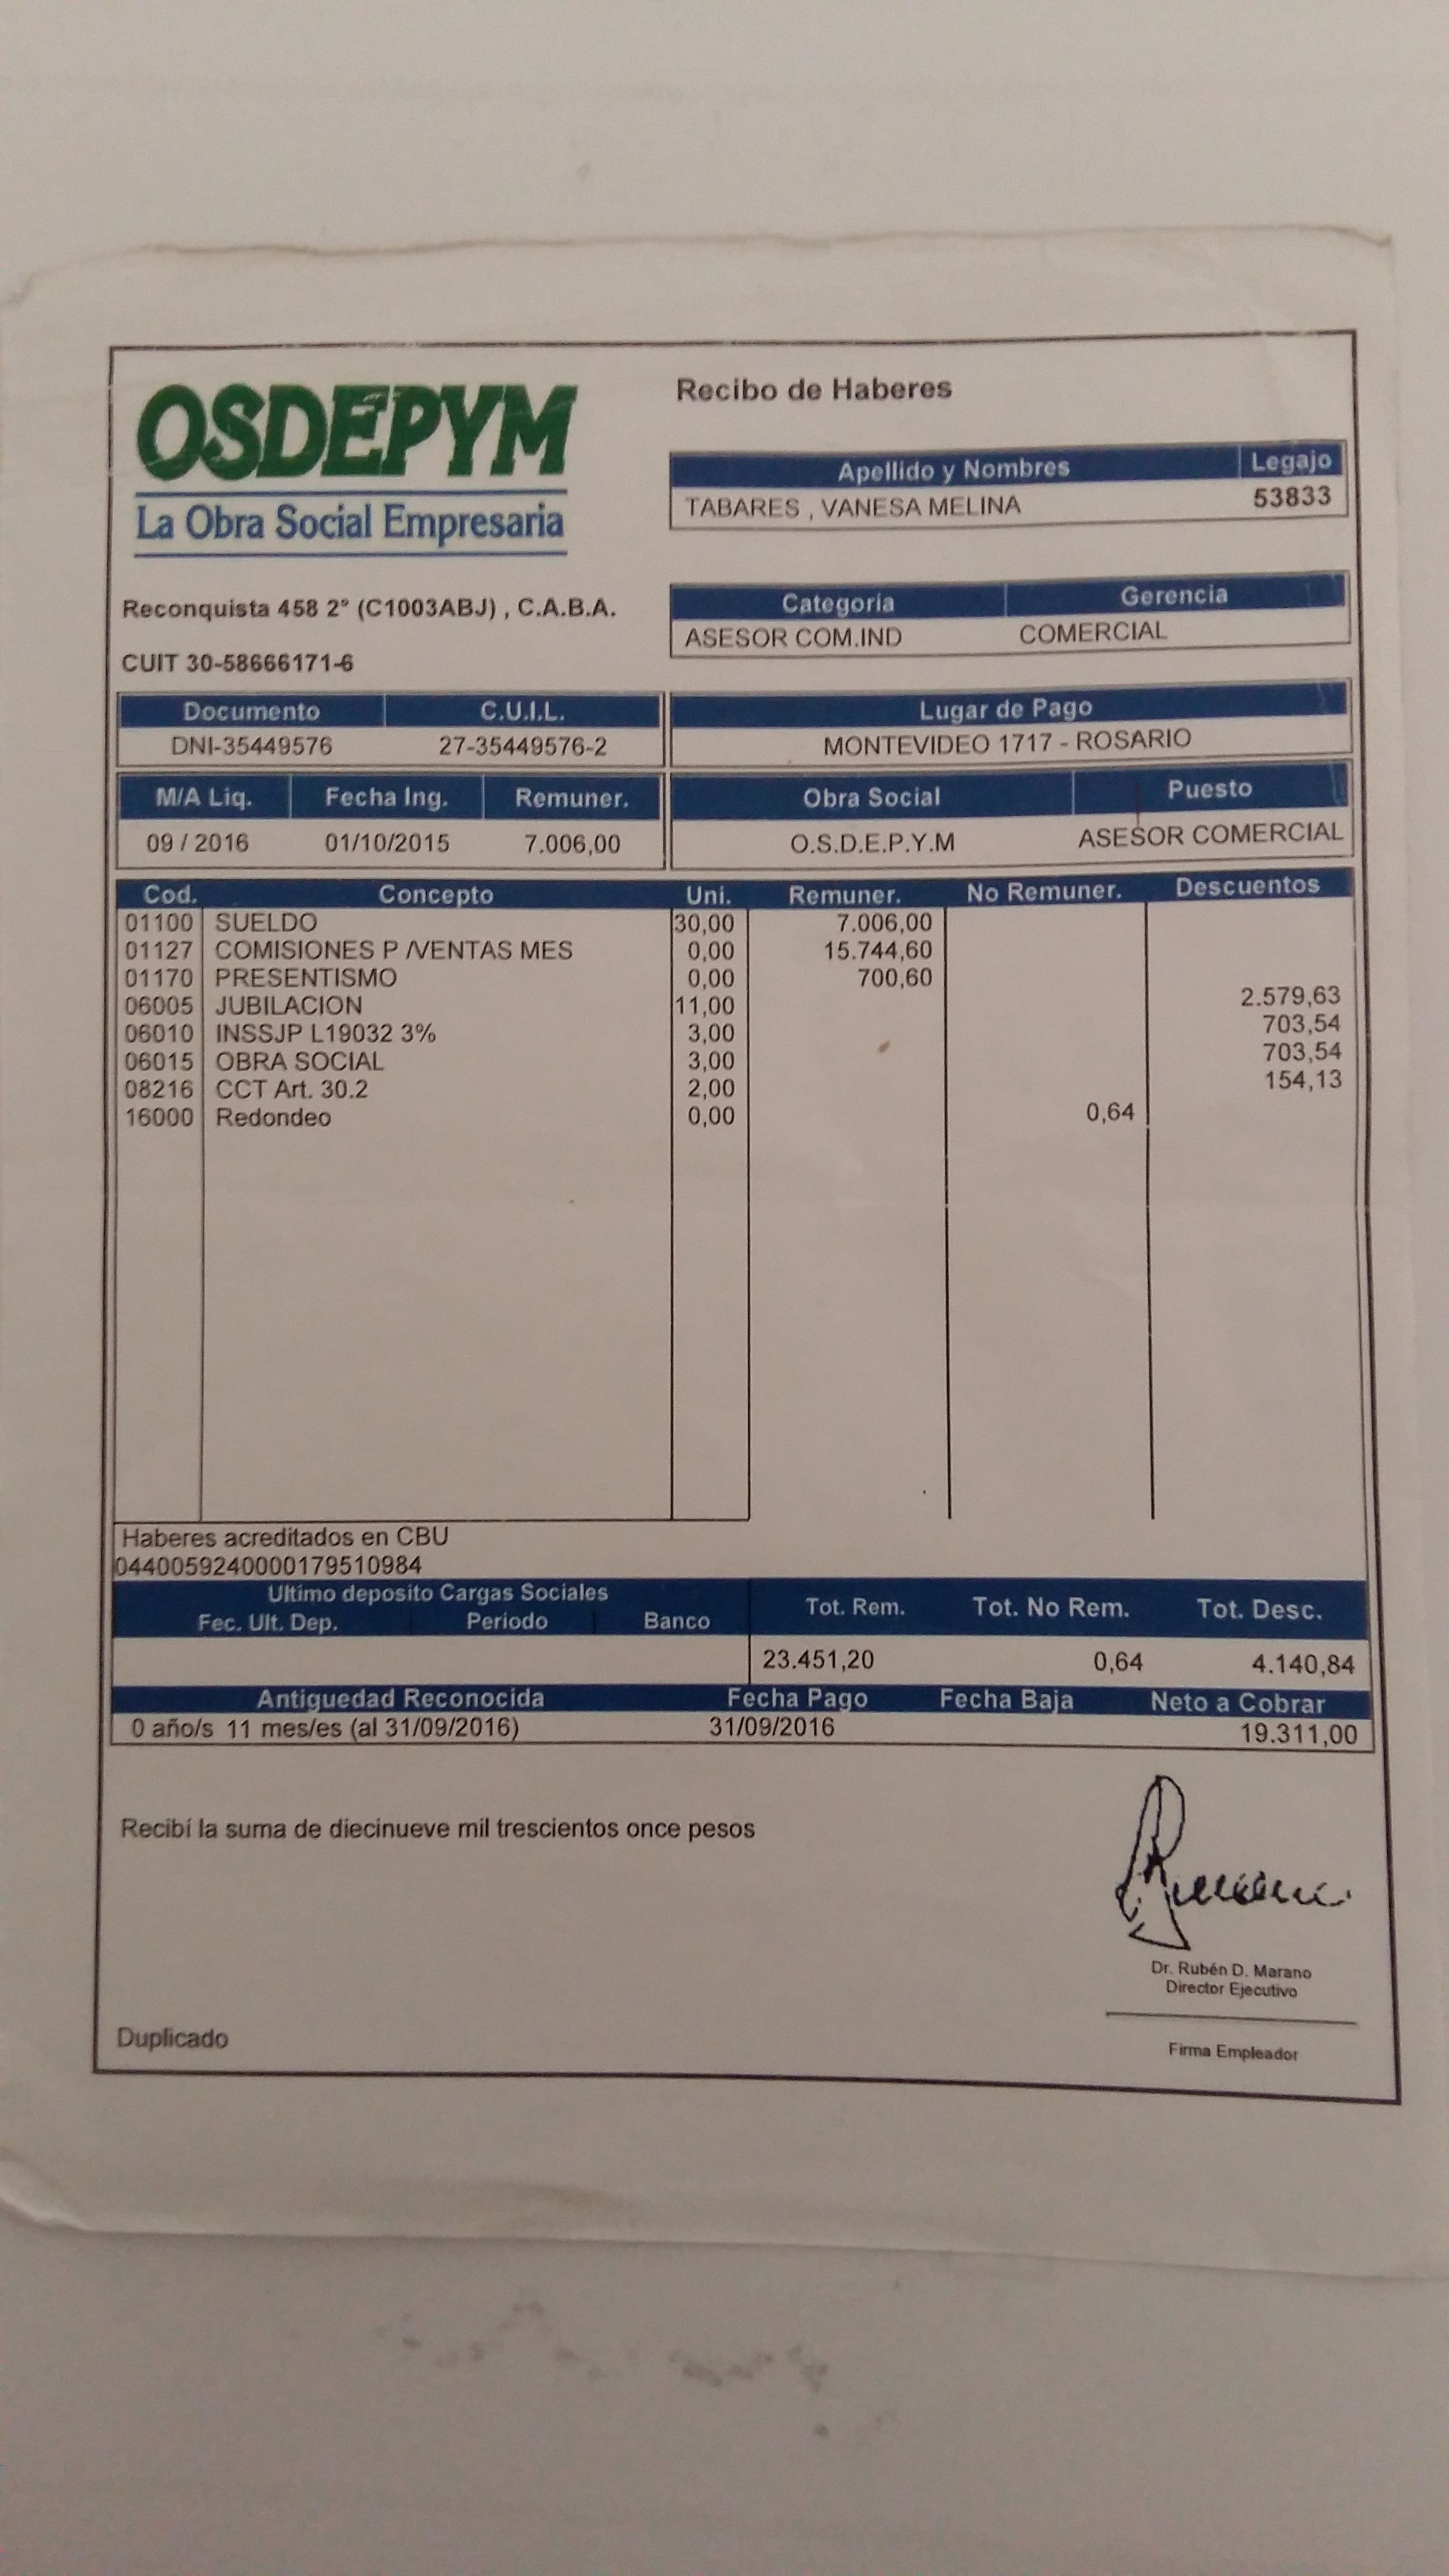 OSDEPYM
La Obra Social Empresaria
Reconquista 458 2° (C1003ABJ) , C.A.B.A.
CUIT 30-58666171-6
Recibo de Haberes
Apellido y Nombres Legajo
TABARES , VANESA MELINA 53833
Categoría Gerencia
ASESOR COM.IND COMERCIAL
Documento C.U.I.L. Lugar de Pago
DNI-35449576 27-35449576-2 MONTEVIDEO 1717 - ROSARIO
M/A Liq. Fecha Ing. Remuner. Obra Social Puesto
09 / 2016 01/10/2015 7.006,00 O.S.D.E.P.Y.M ASESOR COMERCIAL
Cod. Concepto Uni. Remuner. No Remuner. Descuentos
01100 SUELDO 30,00 7.006,00
01127 COMISIONES P /VENTAS MES 0,00 15.744,60
01170 PRESENTISMO 0,00 700,60
06005 JUBILACION 11,00 2.579,63
06010 INSSJP L19032 3% 3,00 703,54
06015 OBRA SOCIAL 3,00 703,54
08216 CCT Art. 30.2 2,00 154,13
16000 Redondeo 0,00 0,64
Haberes acreditados en CBU
0440059240000179510984
Ultimo deposito Cargas Sociales
Fec. Ult. Dep. Periodo Banco Tot. Rem. Tot. No Rem. Tot. Desc.
23.451,20 0,64 4.140,84
Antiguedad Reconocida Fecha Pago Fecha Baja Neto a Cobrar
0 año/s 11 mes/es (al 31/09/2016) 31/09/2016 19.311,00
Recibí la suma de diecinueve mil trescientos once pesos
Dr. Rubén D. Marano
Director Ejecutivo
Firma Empleador
Duplicado